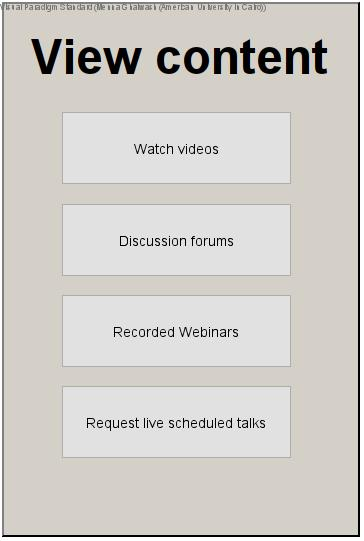 Visual Paradigm Standard (Menna Ghalwash (American University in Cairo))
View content
Watch videos
Discussion forums
Recorded Webinars
Request live scheduled talks